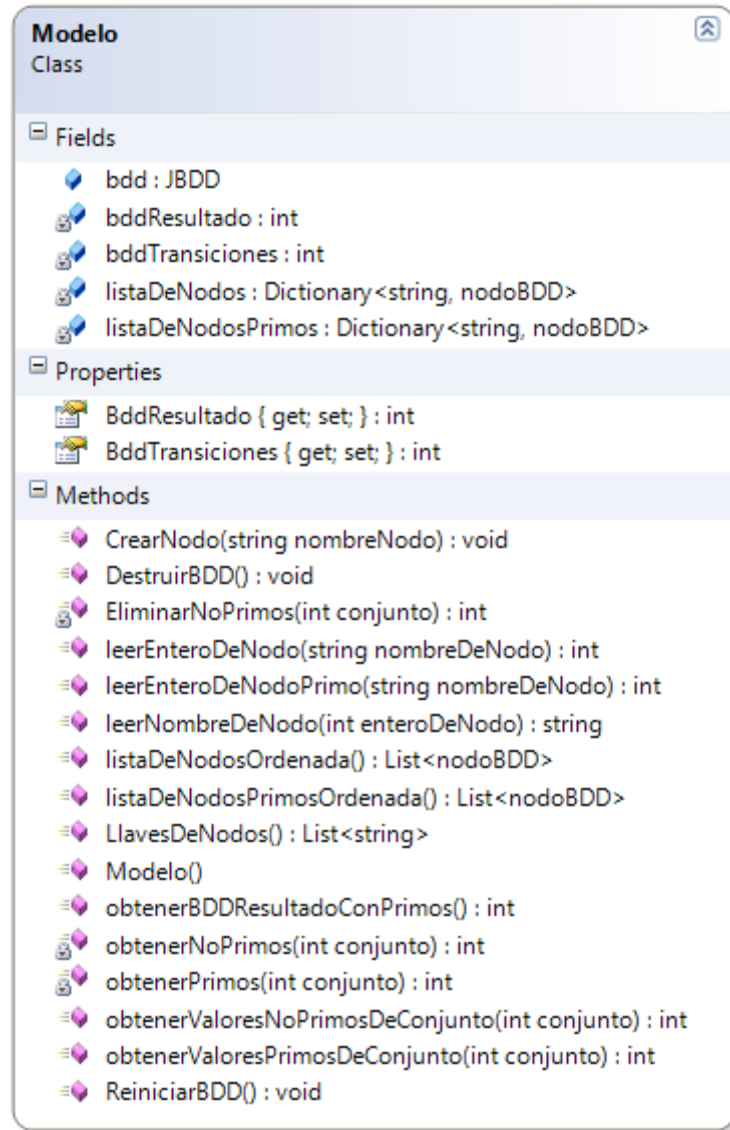 Modelo
Class
Fields
bdd : JBDD
bddResultado : int
bddTransiciones : int
listaDeNodos : Dictionary<string, nodoBDD>
listaDeNodosPrimos : Dictionary<string, nodoBDD>
Properties
BddResultado { get; set; } : int
BddTransiciones { get; set; } : int
Methods
CrearNodo(string nombreNodo) : void
DestruirBDD() : void
EliminarNoPrimos(int conjunto) : int
leerEnteroDeNodo(string nombreDeNodo) : int
leerEnteroDeNodoPrimo(string nombreDeNodo) : int
leerNombreDeNodo(int enteroDeNodo) : string
listaDeNodosOrdenada() : List<nodoBDD>
listaDeNodosPrimosOrdenada() : List<nodoBDD>
LlavesDeNodos() : List<string>
Modelo()
obtenerBDDResultadoConPrimos() : int
obtenerNoPrimos(int conjunto) : int
obtenerPrimos(int conjunto) : int
obtenerValoresNoPrimosDeConjunto(int conjunto) : int
obtenerValoresPrimosDeConjunto(int conjunto) : int
ReiniciarBDD() : void